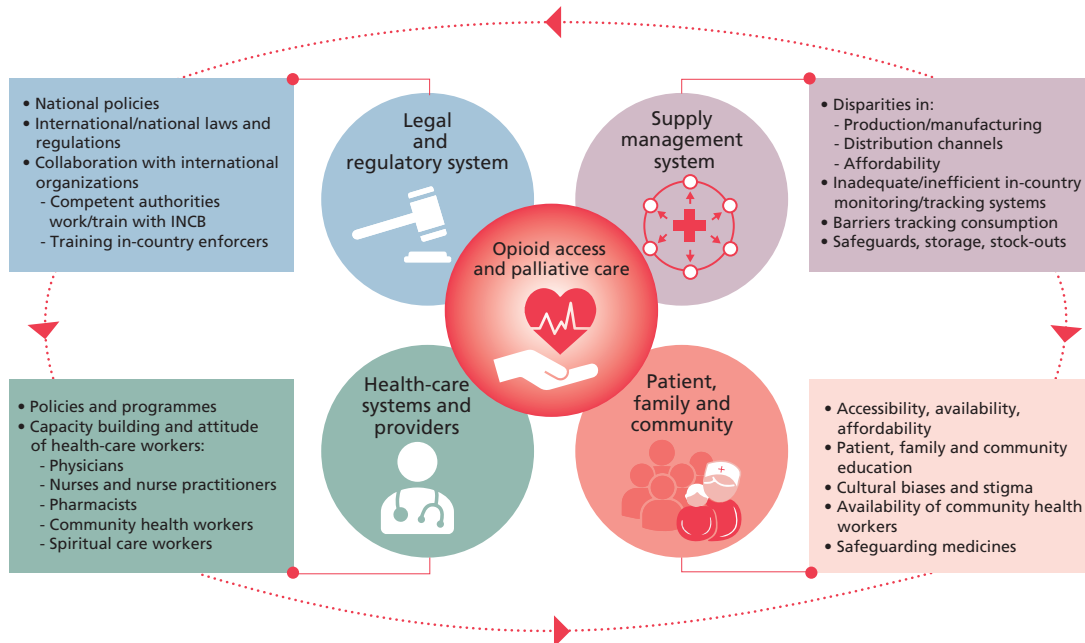 • National policies
• International/national laws and
regulations
• Collaboration with international
organizations
- Competent authorities
work/train with INCB
- Training in-country enforcers
Legal
and
regulatory system
Supply
management
system
• Disparities in:
- Production/manufacturing
- Distribution channels
- Affordability
• Inadequate/inefficient in-country
monitoring/tracking systems
• Barriers tracking consumption
• Safeguards, storage, stock-outs
Opioid access
and palliative care
• Policies and programmes
• Capacity building and attitude
of health-care workers:
- Physicians
- Nurses and nurse practitioners
- Pharmacists
- Community health workers
- Spiritual care workers
Health-care
systems and
providers
Patient,
family and
community
• Accessibility, availability,
affordability
• Patient, family and community
education
• Cultural biases and stigma
• Availability of community health
workers
• Safeguarding medicines